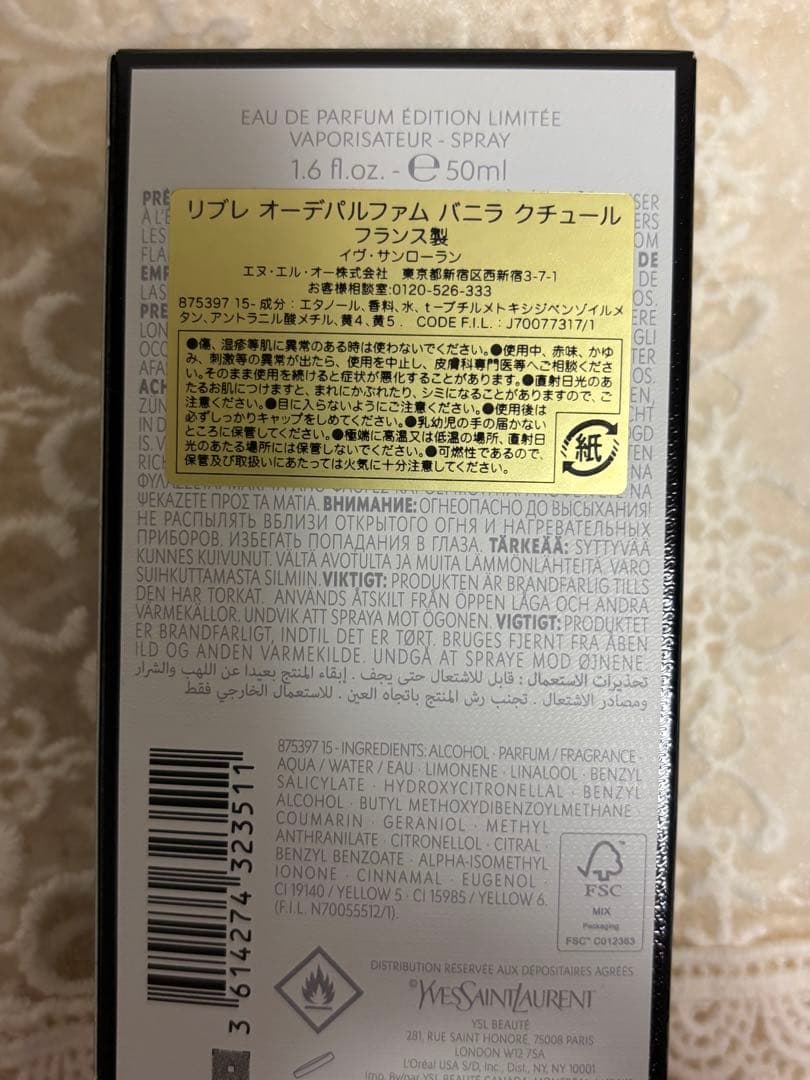 EAU DE PARFUM ÉDITION LIMITÉE
VAPORISATEUR - SPRAY
1.6 fl.oz. - ℮ 50ml
リブレ オーデパルファム バニラ クチュール
フランス製
イヴ・サンローラン
エヌ・エル・オー株式会社 東京都新宿区西新宿3-7-1
お客様相談室:0120-526-333
875397 15- 成分：エタノール、香料、水、t－ブチルメトキシジベンゾイルメ
タン、アントラニル酸メチル、黄4、黄5． CODE F.I.L.：J70077317/1
●傷、湿疹等肌に異常のある時は使わないでください。●使用中、赤味、かゆ
み、刺激等の異常が出たら、使用を中止し、皮膚科専門医等へご相談くださ
い。そのまま使用を続けると症状が悪化することがあります。●直射日光のあ
たるお肌につけますと、まれにかぶれたり、シミになることがありますので、ご
注意ください。●目に入らないようにご注意ください。●使用後は
必ずしっかりキャップをしめてください。●乳幼児の手の届かない
ところに保管してください。●極端に高温又は低温の場所、直射日
光のあたる場所には保管しないでください。●可燃性であるので、
保管及び取扱いにあたっては火気に十分注意してください。
紙
ΨΕΚΑΖΕΤΕ ΠΡΟΣ ΤΑ ΜΑΤΙΑ. ВНИМАНИЕ: ОГНЕОПАСНО ДО ВЫСЫХАНИЯ!
НЕ РАСПЫЛЯТЬ ВБЛИЗИ ОТКРЫТОГО ОГНЯ И НАГРЕВАТЕЛЬНЫХ
ПРИБОРОВ. ИЗБЕГАТЬ ПОПАДАНИЯ В ГЛАЗА. TÄRKEÄÄ: SYTTYVÄÄ
KUNNES KUIVUNUT. VÄLTÄ AVOTULTA JA MUITA LÄMMÖNLÄHTEITÄ. VARO
SUIHKUTTAMASTA SILMIIN. VIKTIGT: PRODUKTEN ÄR BRANDFARLIG TILLS
DEN HAR TORKAT. ANVÄNDS ÅTSKILT FRÅN ÖPPEN LÅGA OCH ANDRA
VÄRMEKÄLLOR. UNDVIK ATT SPRAYA MOT ÖGONEN. VIGTIGT: PRODUKTET
ER BRANDFARLIGT, INDTIL DET ER TØRT. BRUGES FJERNT FRA ÅBEN
ILD OG ANDEN VARMEKILDE. UNDGÅ AT SPRAYE MOD ØJNENE.
تحذيرات الاستعمال : قابل للاشتعال حتى يجف . إبقاء المنتج بعيدا عن اللهب والشرار
ومصادر الاشتعال . تجنب رش المنتج باتجاه العين . للاستعمال الخارجي فقط
875397 15 - INGREDIENTS: ALCOHOL · PARFUM / FRAGRANCE ·
AQUA / WATER / EAU · LIMONENE · LINALOOL · BENZYL
SALICYLATE · HYDROXYCITRONELLAL · BENZYL
ALCOHOL · BUTYL METHOXYDIBENZOYLMETHANE
COUMARIN · GERANIOL · METHYL
ANTHRANILATE · CITRONELLOL · CITRAL ·
BENZYL BENZOATE · ALPHA-ISOMETHYL
IONONE · CINNAMAL · EUGENOL ·
CI 19140 / YELLOW 5 · CI 15985 / YELLOW 6.
(F.I.L. N70055512/1).
3 614274 323511
FSC
MIX
Packaging
FSC™ C012363
DISTRIBUTION RÉSERVÉE AUX DÉPOSITAIRES AGRÉÉS
®YVESSAINTLAURENT
YSL BEAUTÉ
281, RUE SAINT HONORÉ, 75008 PARIS
LONDON W12 7SA
L'Oréal USA S/D, Inc., Dist., NY, NY 10001